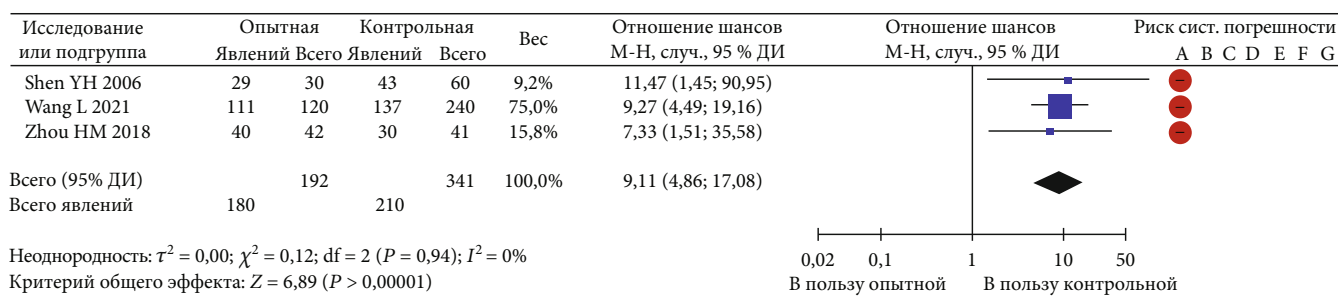 Исследование Опытная Контрольная Вес Отношение шансов Отношение шансов Риск сист. погрешности
или подгруппа Явлений Всего Явлений Всего М-Н, случ., 95 % ДИ М-Н, случ., 95 % ДИ A B C D E F G
Shen YH 2006 29 30 43 60 9,2% 11,47 (1,45; 90,95) –
Wang L 2021 111 120 137 240 75,0% 9,27 (4,49; 19,16) –
Zhou HM 2018 40 42 30 41 15,8% 7,33 (1,51; 35,58) –
Всего (95% ДИ) 192 341 100,0% 9,11 (4,86; 17,08)
Всего явлений 180 210
Неоднородность: τ² = 0,00; χ² = 0,12; df = 2 (P = 0,94); I² = 0%
Критерий общего эффекта: Z = 6,89 (P > 0,00001)
0,02 0,1 1 10 50
В пользу опытной В пользу контрольной